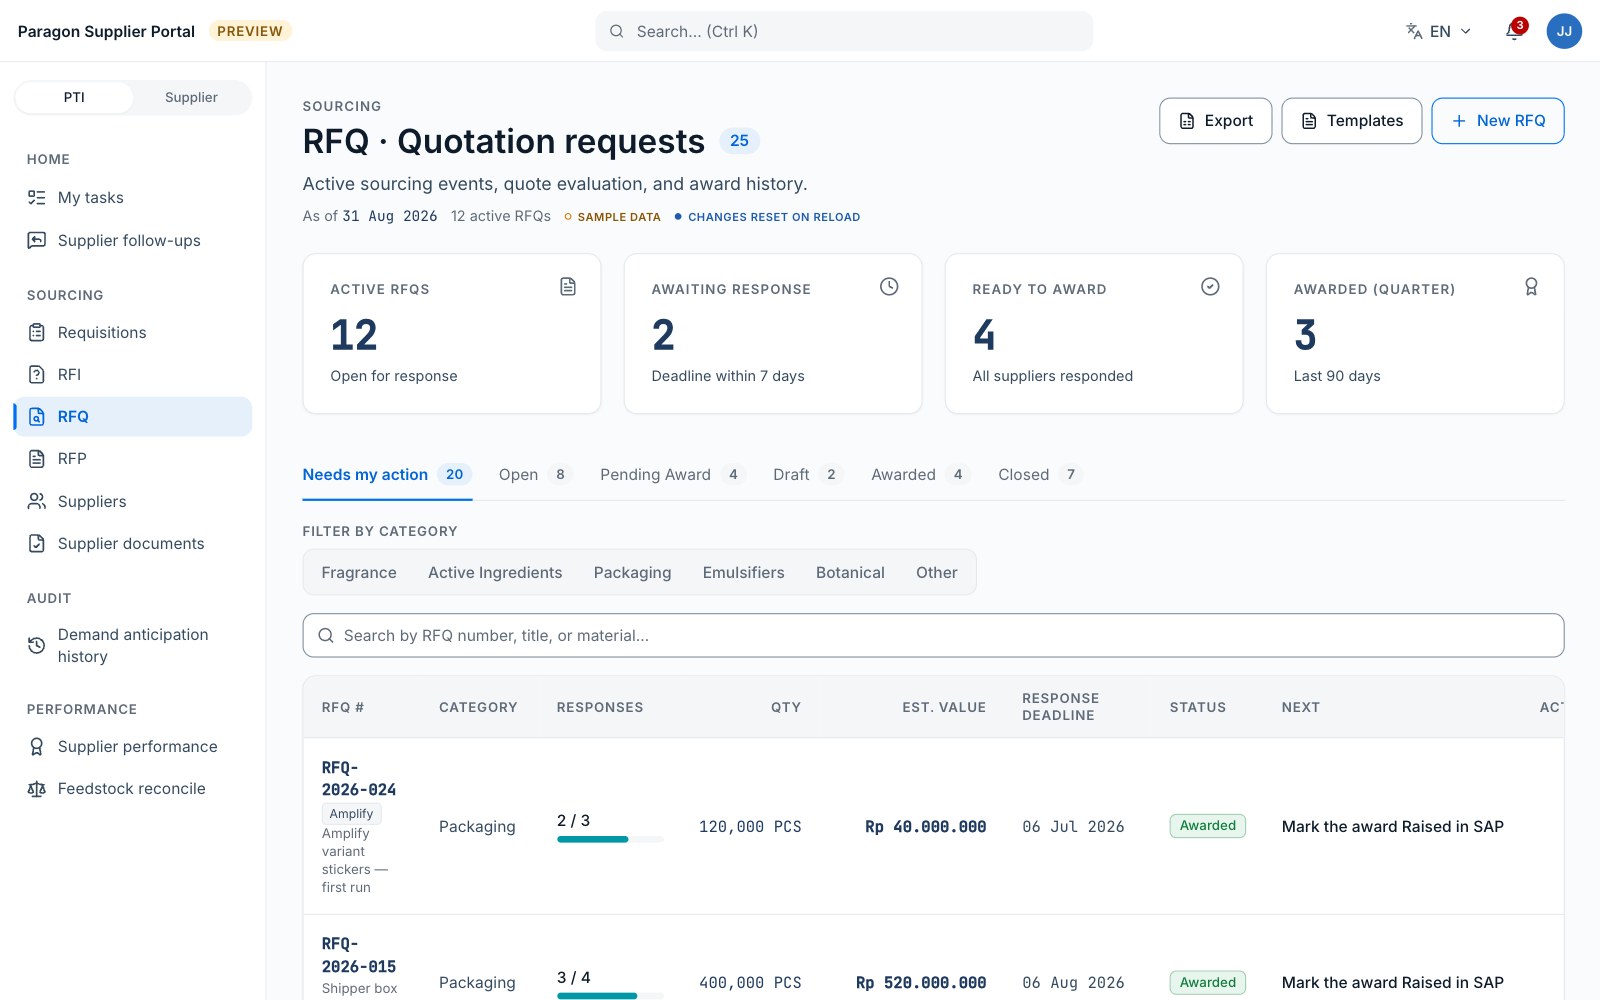 Paragon Supplier Portal PREVIEW
Search... (Ctrl K)
EN
3
JJ
PTI Supplier
HOME
My tasks
Supplier follow-ups
SOURCING
Requisitions
RFI
RFQ
RFP
Suppliers
Supplier documents
AUDIT
Demand anticipation
history
PERFORMANCE
Supplier performance
Feedstock reconcile
SOURCING
RFQ · Quotation requests 25
Active sourcing events, quote evaluation, and award history.
As of 31 Aug 2026 12 active RFQs SAMPLE DATA CHANGES RESET ON RELOAD
Export Templates New RFQ
ACTIVE RFQS
12
Open for response
AWAITING RESPONSE
2
Deadline within 7 days
READY TO AWARD
4
All suppliers responded
AWARDED (QUARTER)
3
Last 90 days
Needs my action 20 Open 8 Pending Award 4 Draft 2 Awarded 4 Closed 7
FILTER BY CATEGORY
Fragrance Active Ingredients Packaging Emulsifiers Botanical Other
Search by RFQ number, title, or material...
RFQ # CATEGORY RESPONSES QTY EST. VALUE RESPONSE DEADLINE STATUS NEXT ACT
RFQ-
2026-024
Amplify
Amplify
variant
stickers —
first run
Packaging 2 / 3 120,000 PCS Rp 40.000.000 06 Jul 2026 Awarded Mark the award Raised in SAP
RFQ-
2026-015
Shipper box
Packaging 3 / 4 400,000 PCS Rp 520.000.000 06 Aug 2026 Awarded Mark the award Raised in SAP